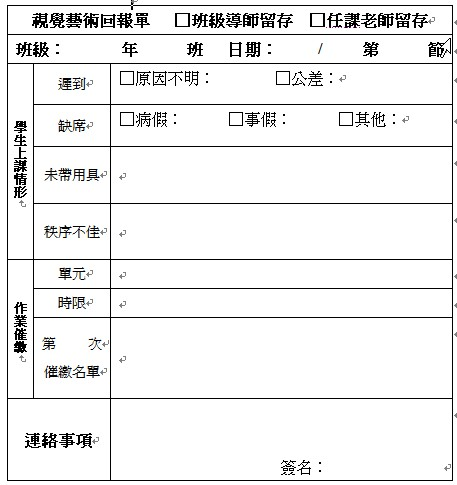 視覺藝術回報單 □班級導師留存 □任課老師留存
班級： 年 班 日期： / 第 節
學生上課情形
遲到 □原因不明： □公差：
缺席 □病假： □事假： □其他：
未帶用具
秩序不佳
作業催繳
單元
時限
第 次
催繳名單
連絡事項
簽名：